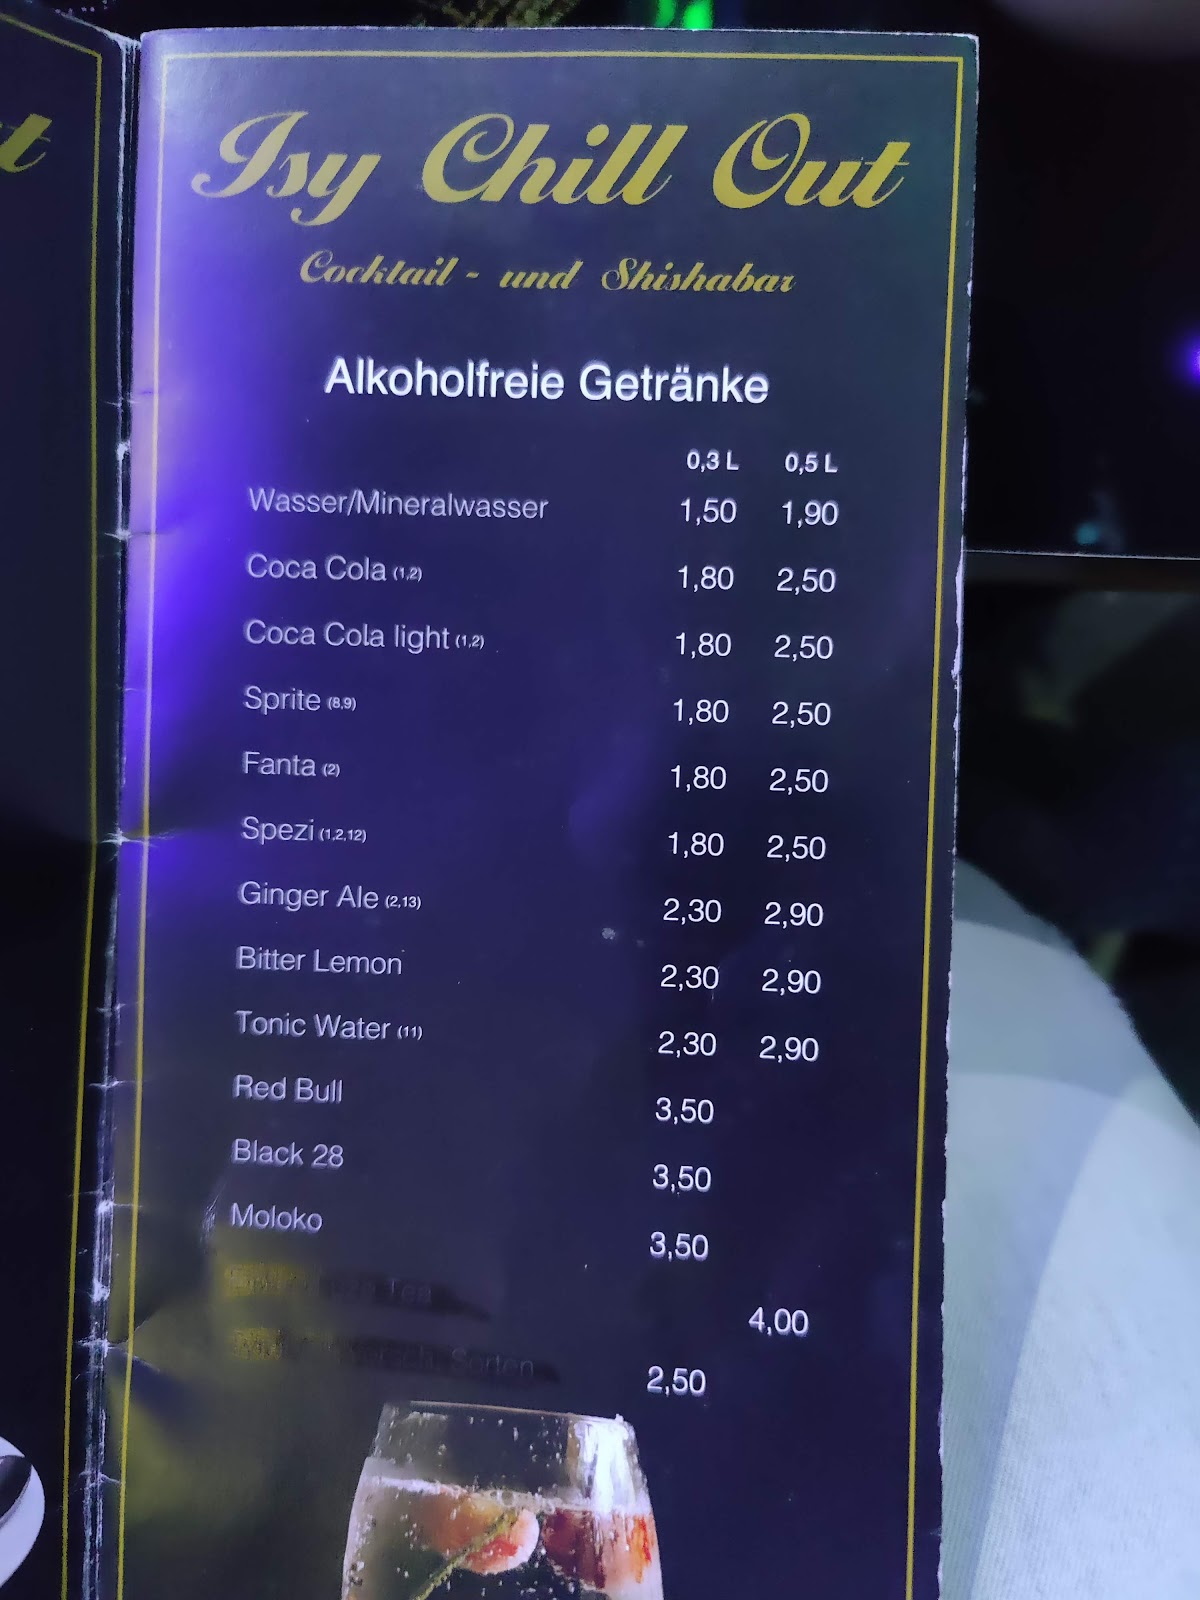 Isy Chill Out
Cocktail- und Shishabar
Alkoholfreie Getränke
0,3 L 0,5 L
Wasser/Mineralwasser 1,50 1,90
Coca Cola (1,2) 1,80 2,50
Coca Cola light (1,2) 1,80 2,50
Sprite (8,9) 1,80 2,50
Fanta (2) 1,80 2,50
Spezi (1,2,12) 1,80 2,50
Ginger Ale (2,13) 2,30 2,90
Bitter Lemon 2,30 2,90
Tonic Water (11) 2,30 2,90
Red Bull 3,50
Black 28 3,50
Moloko 3,50
Tea 4,00
Sorten 2,50